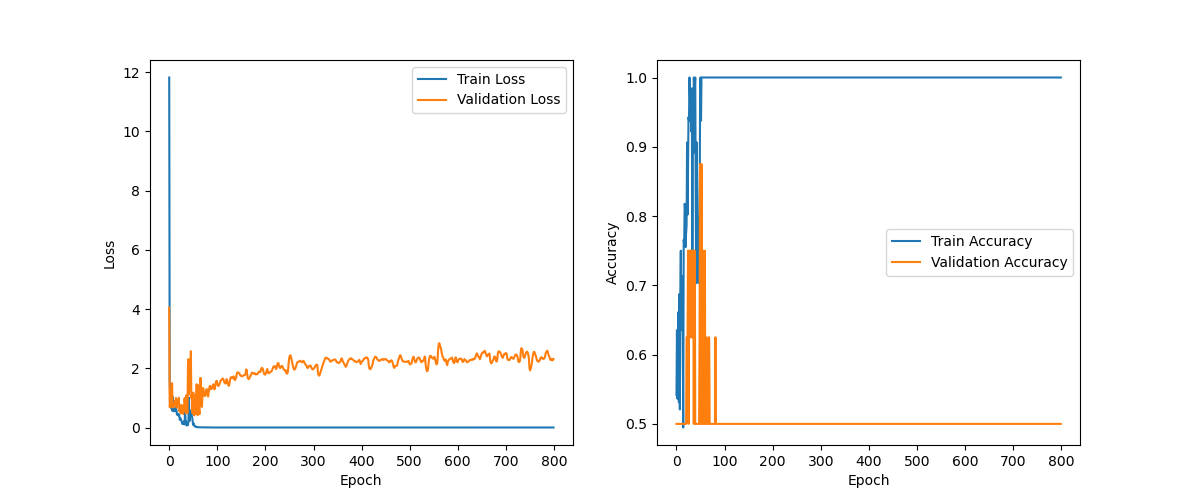 12
10
8
6
4
2
0
Loss
0 100 200 300 400 500 600 700 800
Epoch
Train Loss
Validation Loss
1.0
0.9
0.8
0.7
0.6
0.5
Accuracy
0 100 200 300 400 500 600 700 800
Epoch
Train Accuracy
Validation Accuracy